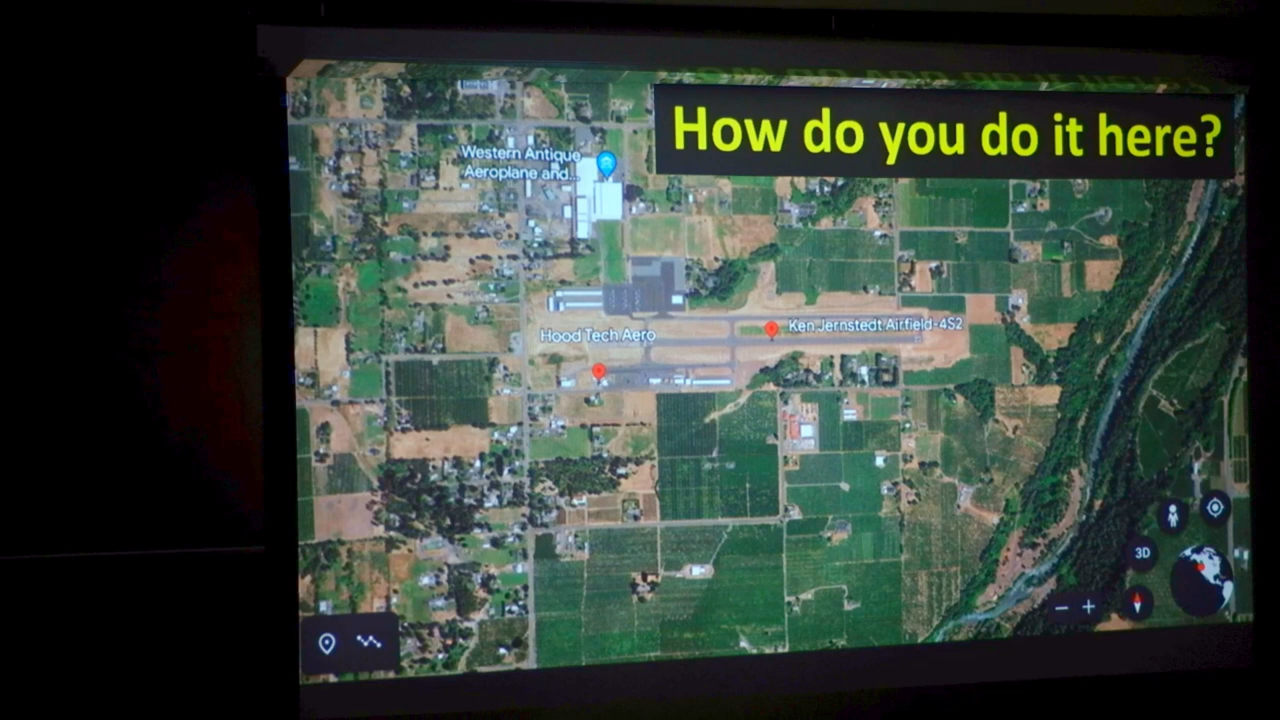 How do you do it here?
Western Antique
Aeroplane and...
Ken Jernstedt Airfield-4S2
Hood Tech Aero
3D